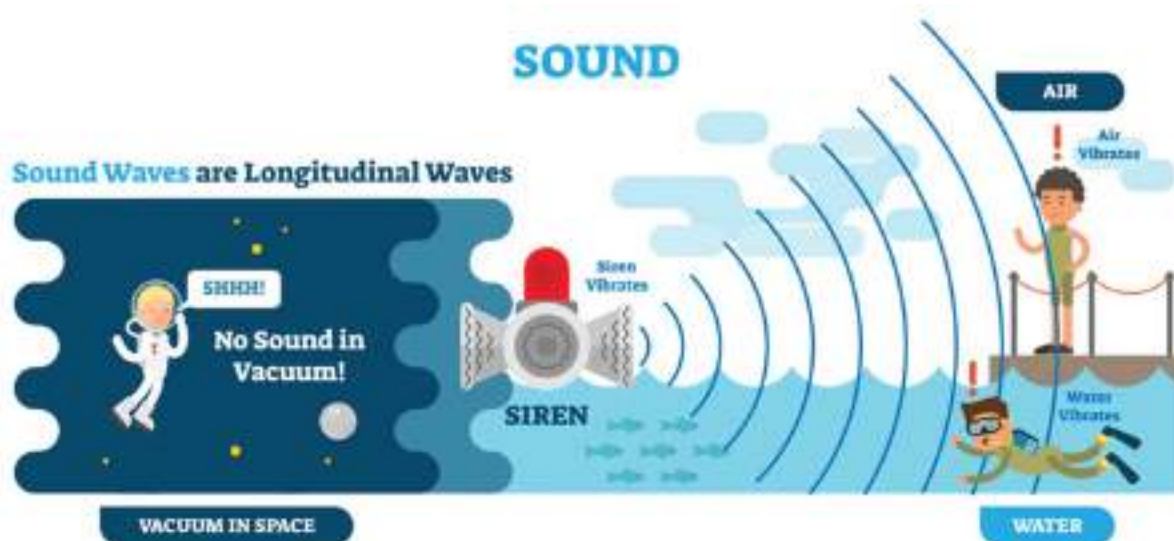 SOUND
Sound Waves are Longitudinal Waves
SHHH!
No Sound in
Vacuum!
VACUUM IN SPACE
Siren
Vibrates
SIREN
AIR
!
Air
Vibrates
!
Water
Vibrates
WATER